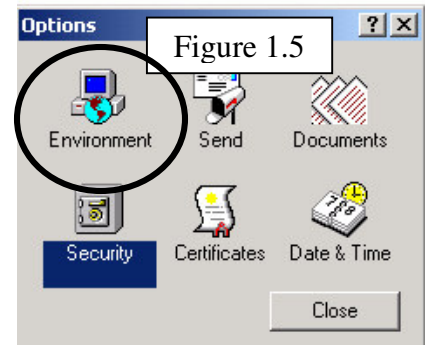 Options
Figure 1.5
Environment Send Documents
Security Certificates Date & Time
Close